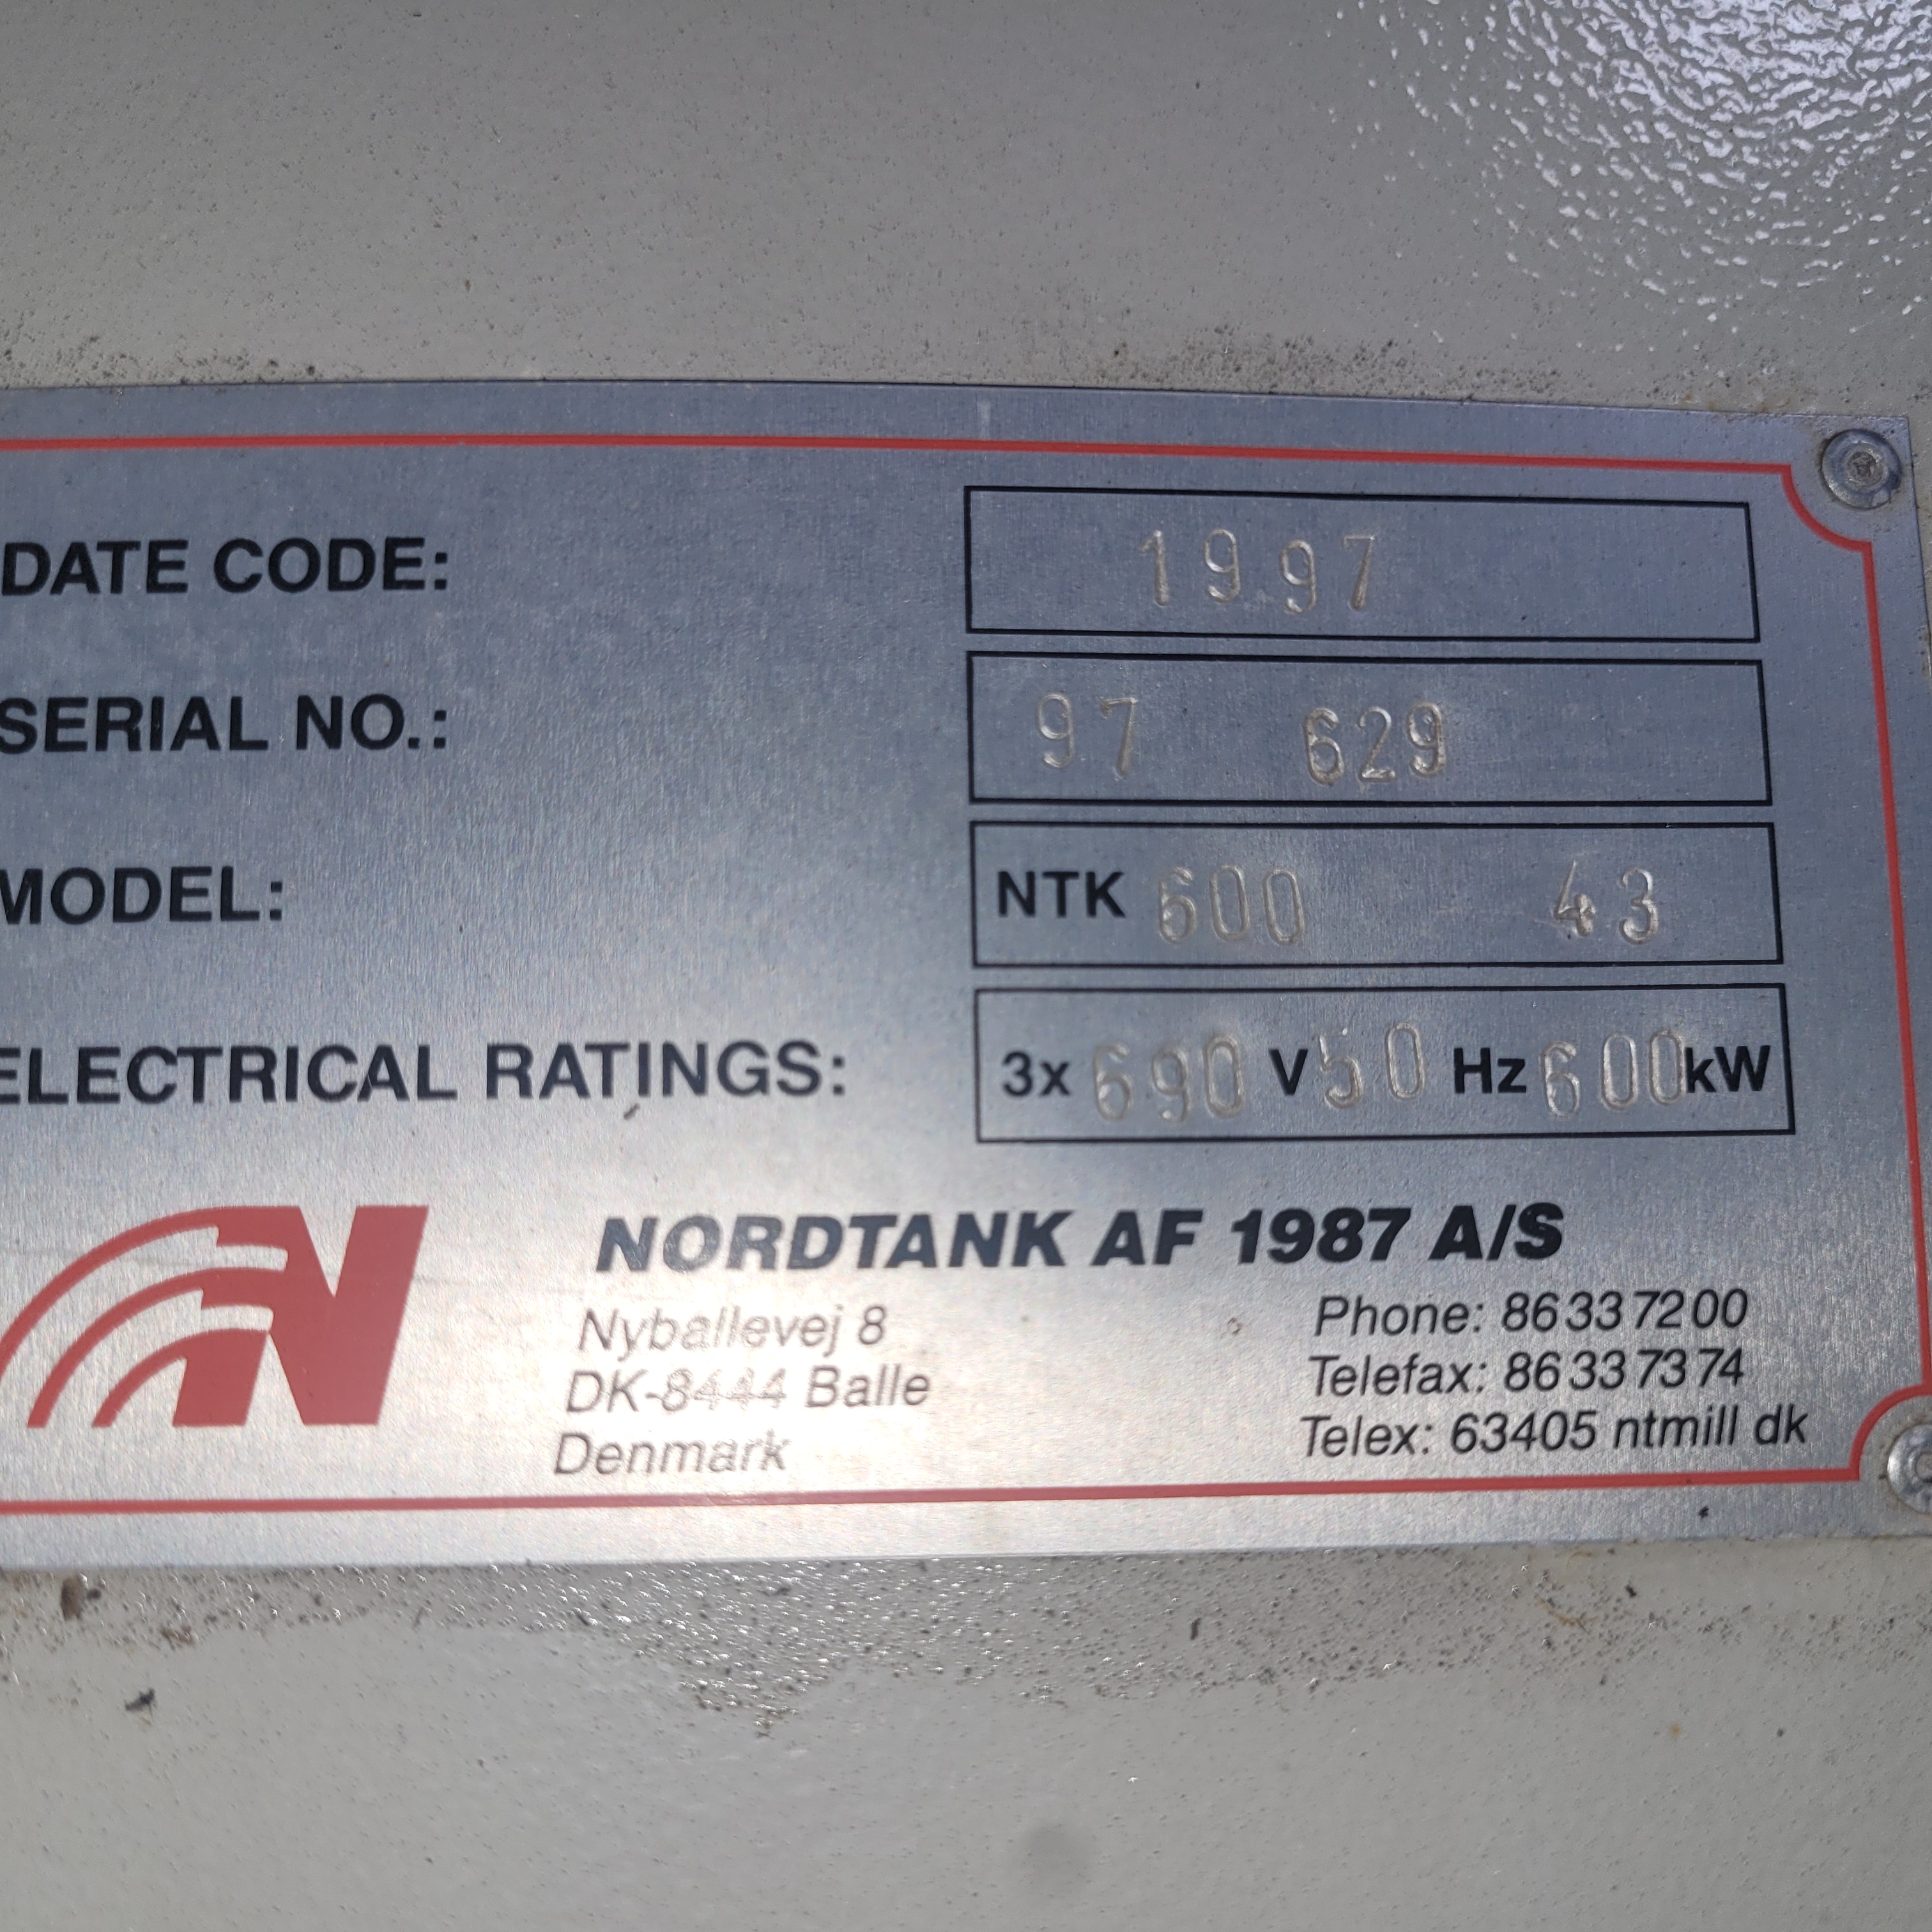 DATE CODE: 1997
SERIAL NO.: 97 629
MODEL: NTK 600 43
ELECTRICAL RATINGS: 3x 690 V 50 Hz 600 kW
N
NORDTANK AF 1987 A/S
Nyballevej 8
DK-8444 Balle
Denmark
Phone: 86 33 72 00
Telefax: 86 33 73 74
Telex: 63405 ntmill dk